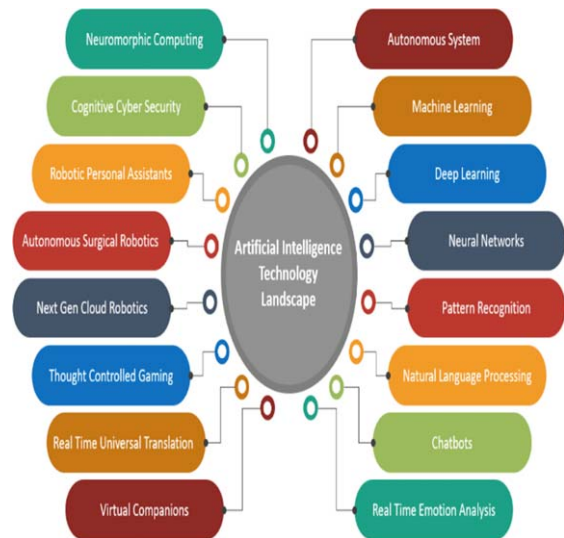 Neuromorphic Computing
Autonomous System
Cognitive Cyber Security
Machine Learning
Robotic Personal Assistants
Deep Learning
Autonomous Surgical Robotics
Neural Networks
Artificial Intelligence
Technology
Landscape
Next Gen Cloud Robotics
Pattern Recognition
Thought Controlled Gaming
Natural Language Processing
Real Time Universal Translation
Chatbots
Virtual Companions
Real Time Emotion Analysis